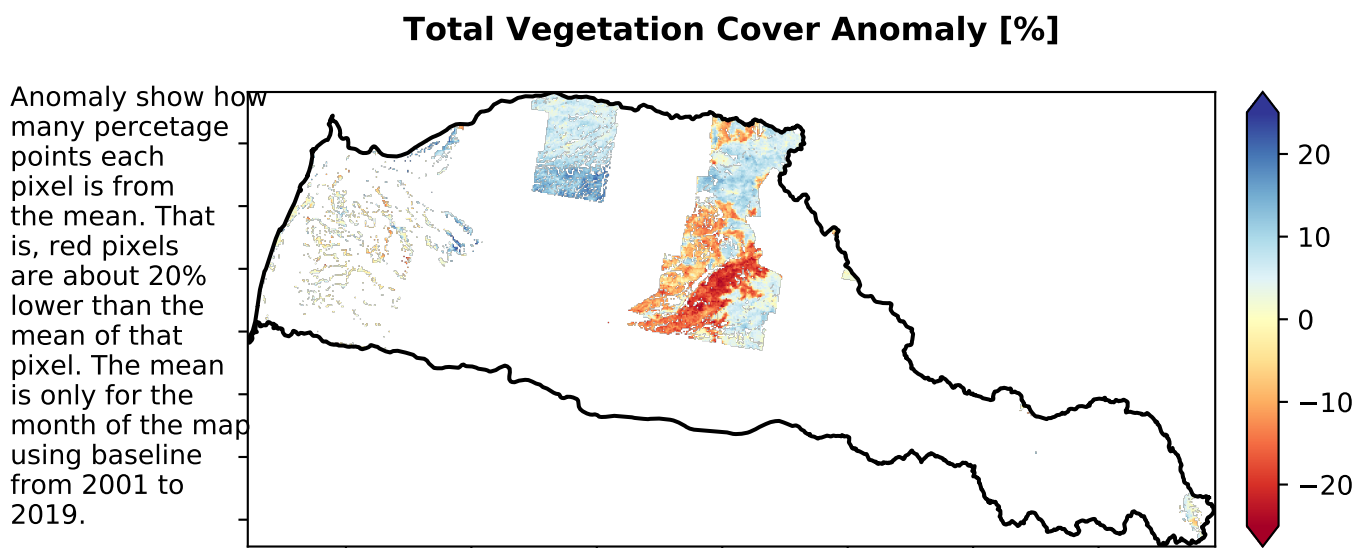 Total Vegetation Cover Anomaly [%]
Anomaly show how
many percetage
points each
pixel is from
the mean. That
is, red pixels
are about 20%
lower than the
mean of that
pixel. The mean
is only for the
month of the map
using baseline
from 2001 to
2019.
20
10
0
−10
−20